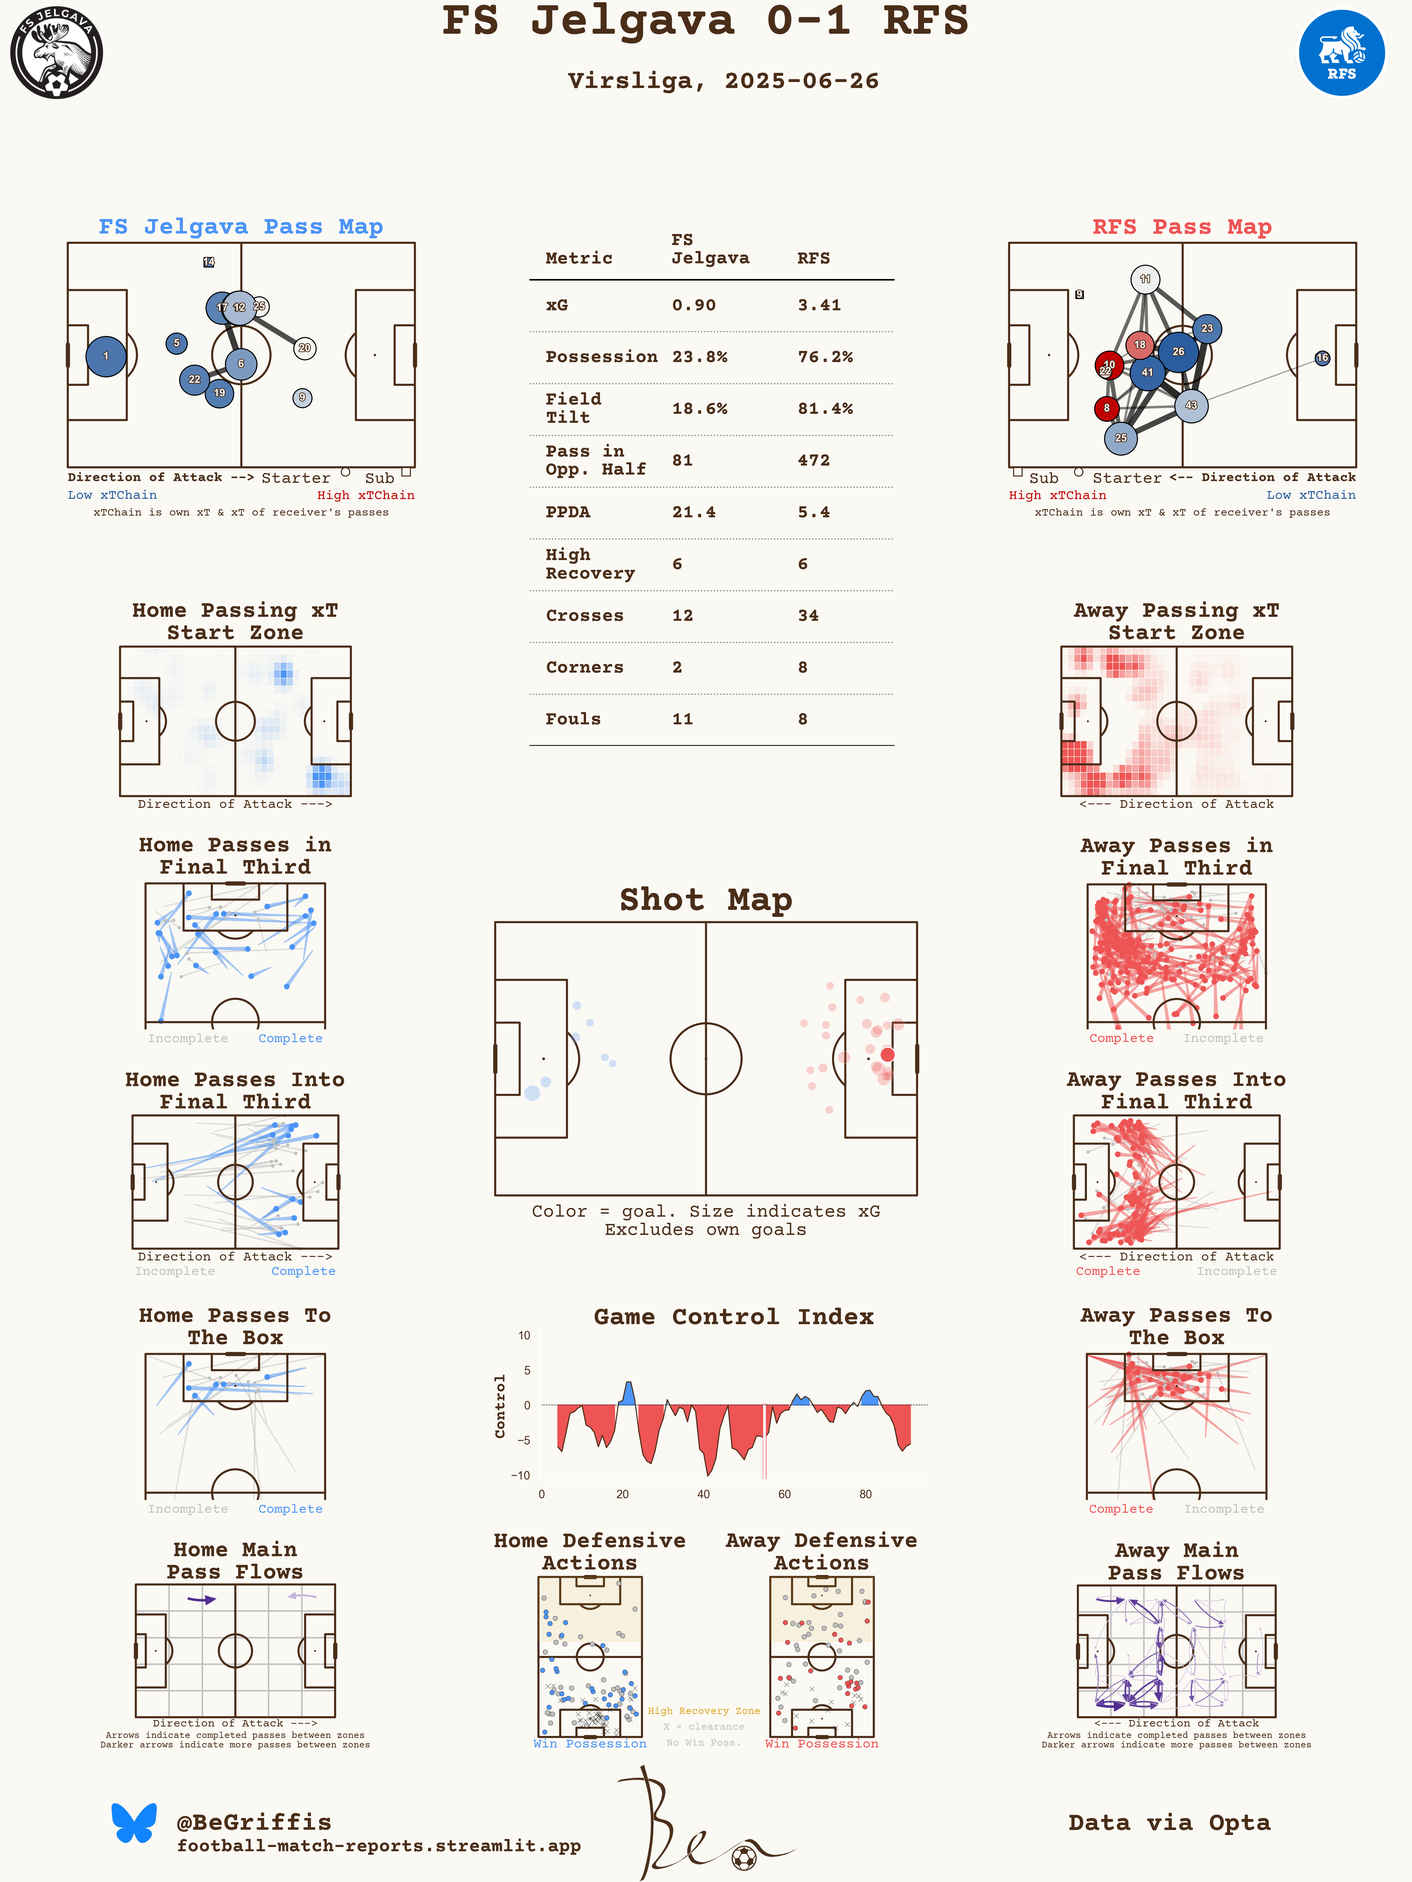 FS Jelgava 0-1 RFS
Virsliga, 2025-06-26
FS JELGAVA
RFS
FS Jelgava Pass Map
14
17
12
25
1
5
6
20
22
19
9
Direction of Attack --> Starter Sub
Low xTChain High xTChain
xTChain is own xT & xT of receiver's passes
Metric FS Jelgava RFS
xG 0.90 3.41
Possession 23.8% 76.2%
Field Tilt 18.6% 81.4%
Pass in Opp. Half 81 472
PPDA 21.4 5.4
High Recovery 6 6
Crosses 12 34
Corners 2 8
Fouls 11 8
RFS Pass Map
11
9
23
18
26
16
10
22
41
8
43
25
Sub Starter <-- Direction of Attack
High xTChain Low xTChain
xTChain is own xT & xT of receiver's passes
Home Passing xT
Start Zone
Direction of Attack --->
Away Passing xT
Start Zone
<--- Direction of Attack
Home Passes in
Final Third
Incomplete Complete
Away Passes in
Final Third
Complete Incomplete
Shot Map
Color = goal. Size indicates xG
Excludes own goals
Home Passes Into
Final Third
Direction of Attack --->
Incomplete Complete
Away Passes Into
Final Third
<--- Direction of Attack
Complete Incomplete
Home Passes To
The Box
Incomplete Complete
Game Control Index
Control
10
5
0
−5
−10
0 20 40 60 80
Away Passes To
The Box
Complete Incomplete
Home Main
Pass Flows
Direction of Attack --->
Arrows indicate completed passes between zones
Darker arrows indicate more passes between zones
Home Defensive
Actions
Win Possession
High Recovery Zone
X = clearance
No Win Poss.
Away Defensive
Actions
Win Possession
Away Main
Pass Flows
<--- Direction of Attack
Arrows indicate completed passes between zones
Darker arrows indicate more passes between zones
@BeGriffis
football-match-reports.streamlit.app
Ben
Data via Opta